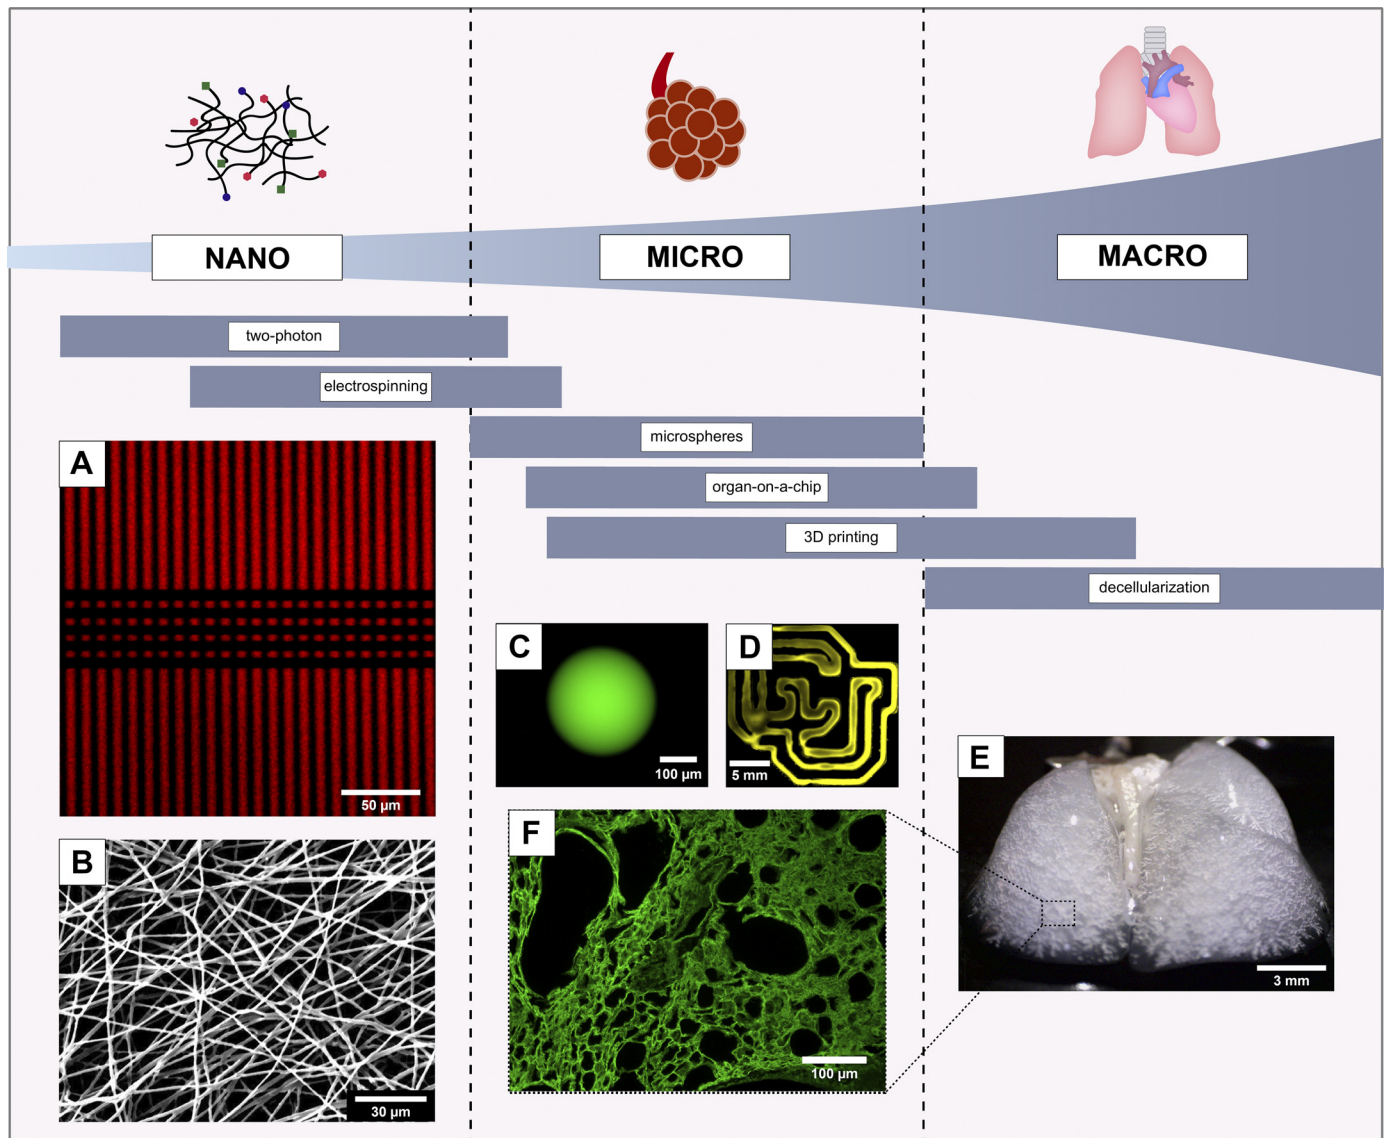 NANO
MICRO
MACRO
two-photon
electrospinning
microspheres
organ-on-a-chip
3D printing
decellularization
A
50 µm
B
30 µm
C
100 µm
D
5 mm
F
100 µm
E
3 mm